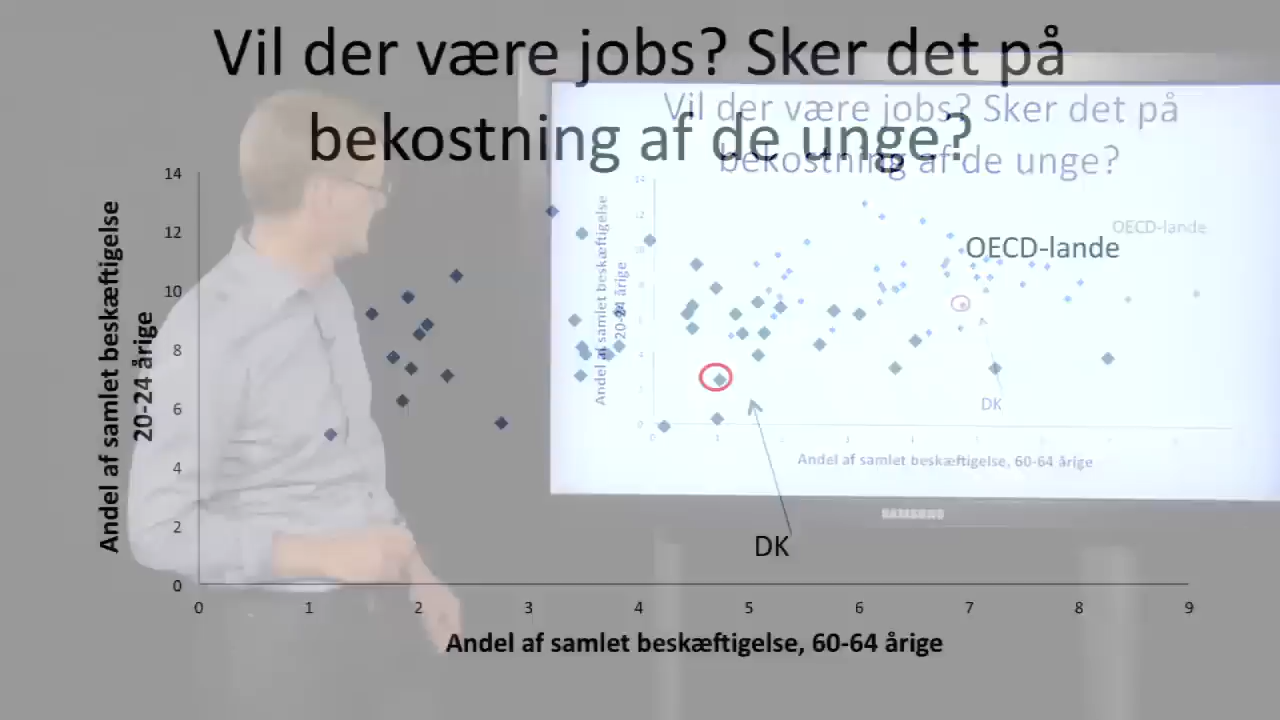 Vil der være jobs? Sker det på
bekostning af de unge?
Vil der være jobs? Sker det på
bekostning af de unge?
OECD-lande
OECD-lande
Andel af samlet beskæftigelse
20-24 årige
14
12
10
8
6
4
2
0
0 1 2 3 4 5 6 7 8 9
Andel af samlet beskæftigelse, 60-64 årige
DK
Andel af samlet beskæftigelse
20-24 årige
DK
Andel af samlet beskæftigelse, 60-64 årige
SAMSUNG